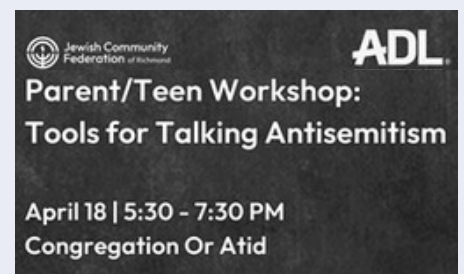 Jewish Community
Federation of Richmond
ADL
Parent/Teen Workshop:
Tools for Talking Antisemitism
April 18 | 5:30 - 7:30 PM
Congregation Or Atid